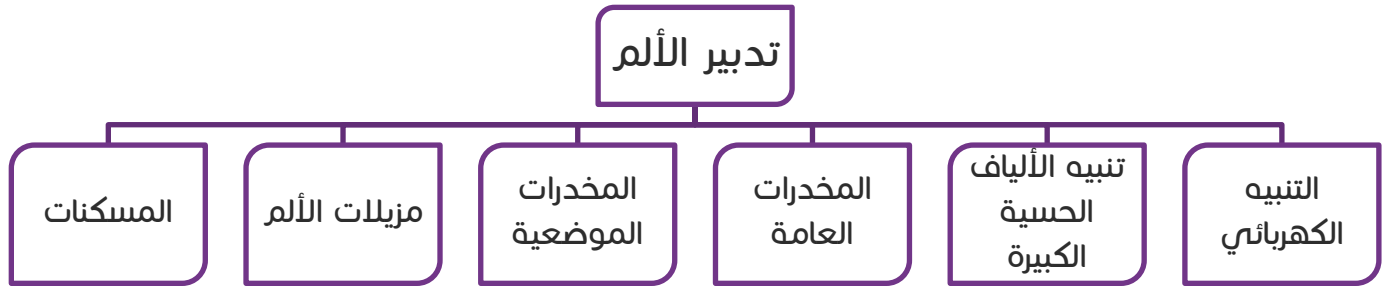 تدبير الألم
التنبيه
الكهربائي
تنبيه الألياف
الحسية
الكبيرة
المخدرات
العامة
المخدرات
الموضعية
مزيلات الألم
المسكنات